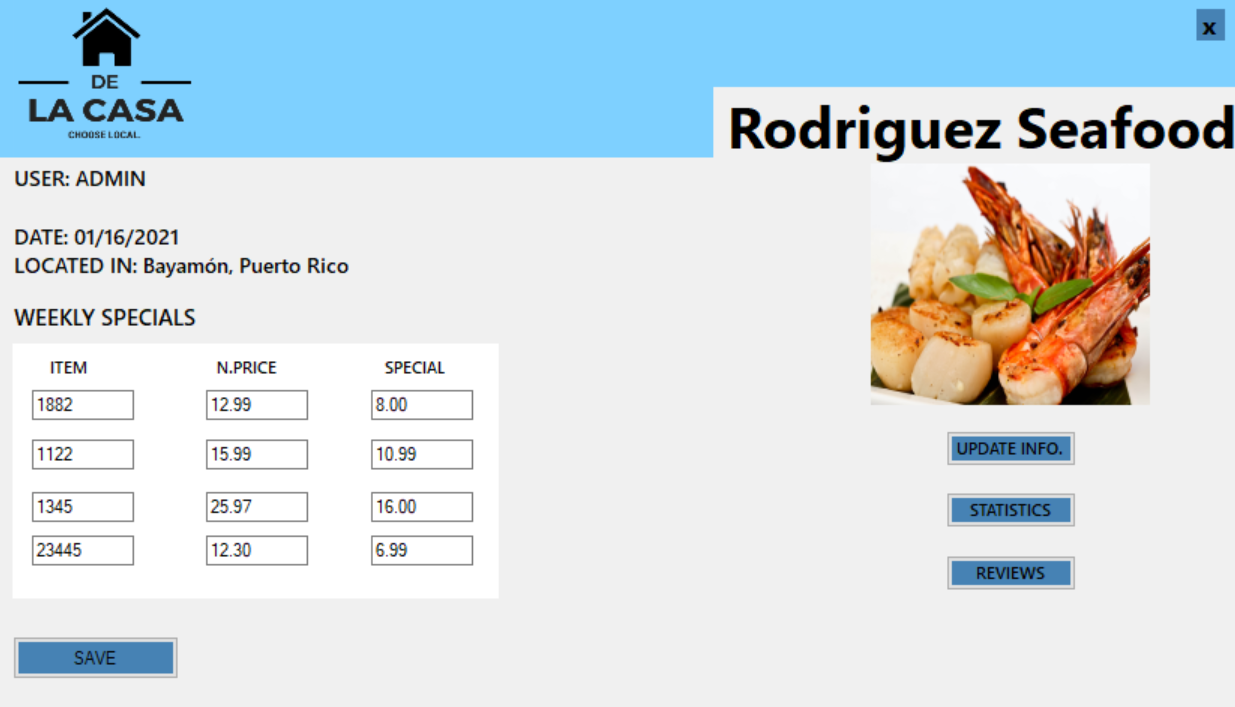 DE
LA CASA
CHOOSE LOCAL.
x
Rodriguez Seafood
USER: ADMIN
DATE: 01/16/2021
LOCATED IN: Bayamón, Puerto Rico
WEEKLY SPECIALS
ITEM N.PRICE SPECIAL
1882 12.99 8.00
1122 15.99 10.99
1345 25.97 16.00
23445 12.30 6.99
UPDATE INFO.
STATISTICS
REVIEWS
SAVE